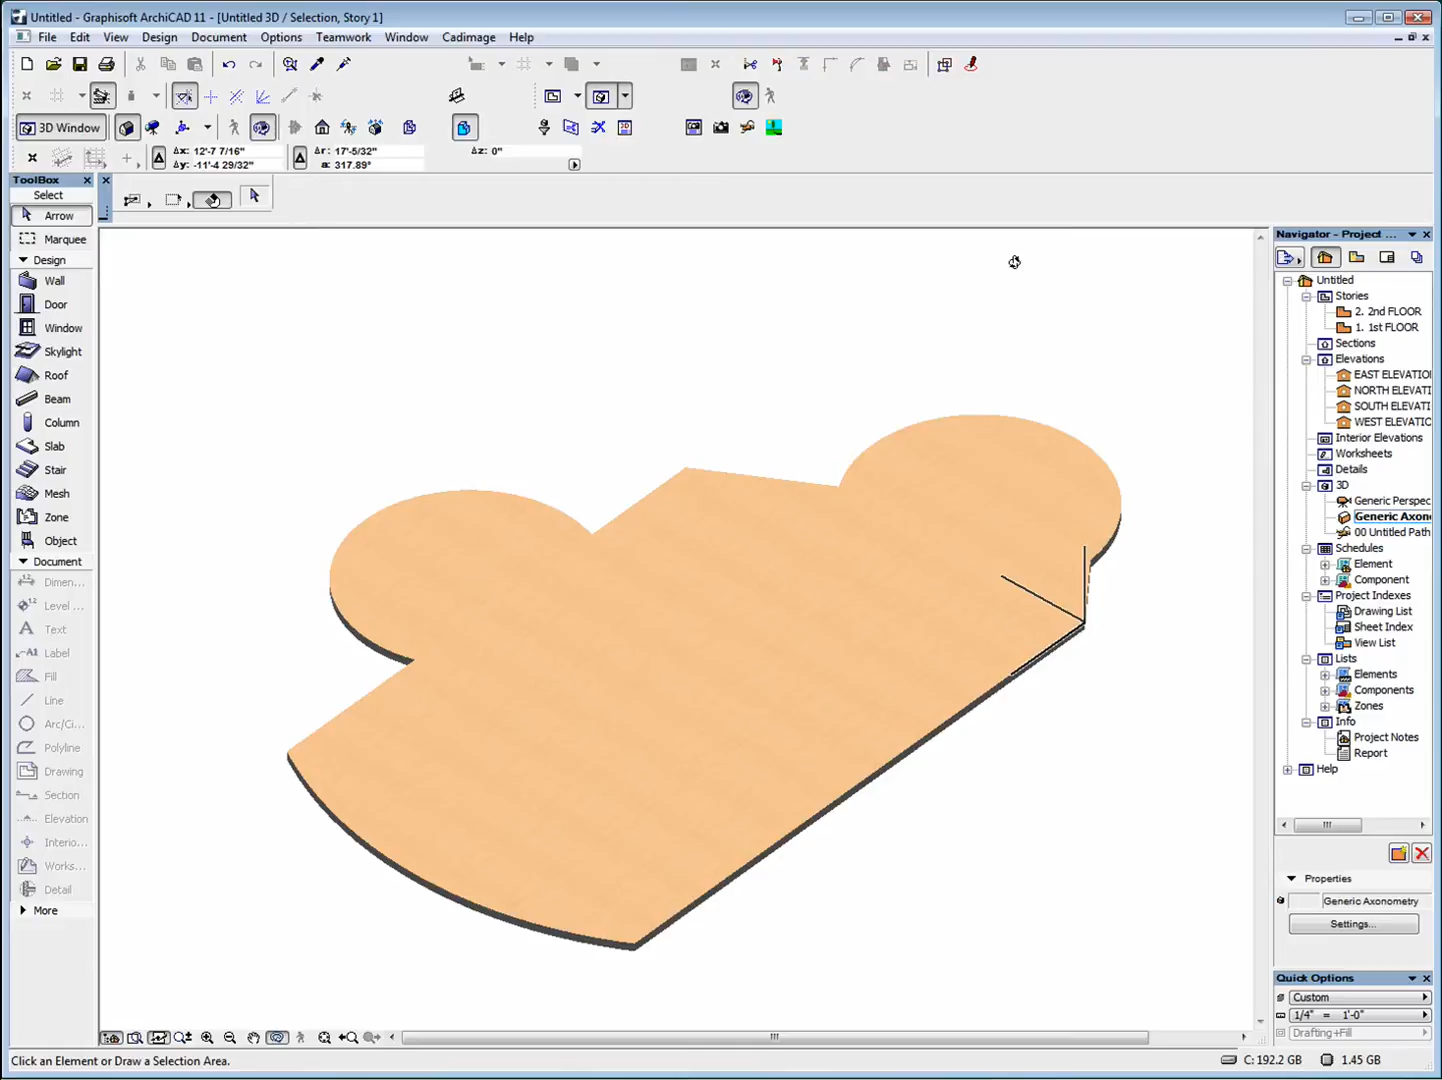 Untitled - Graphisoft ArchiCAD 11 - [Untitled 3D / Selection, Story 1]
File Edit View Design Document Options Teamwork Window Cadimage Help
3D Window
Δx: 12'-7 7/16"
Δy: -11'-4 29/32"
Δr: 17'-5/32"
a: 317.89°
Δz: 0"
ToolBox
Select
Arrow
Marquee
Design
Wall
Door
Window
Skylight
Roof
Beam
Column
Slab
Stair
Mesh
Zone
Object
Document
Dimen...
Level ...
Text
Label
Fill
Line
Arc/Ci...
Polyline
Drawing
Section
Elevation
Interio...
Works...
Detail
More
Navigator - Project ...
Untitled
Stories
2. 2nd FLOOR
1. 1st FLOOR
Sections
Elevations
EAST ELEVATIO
NORTH ELEVATI
SOUTH ELEVATI
WEST ELEVATIC
Interior Elevations
Worksheets
Details
3D
Generic Perspec
Generic Axon
00 Untitled Path
Schedules
Element
Component
Project Indexes
Drawing List
Sheet Index
View List
Lists
Elements
Components
Zones
Info
Project Notes
Report
Help
Properties
Generic Axonometry
Settings...
Quick Options
Custom
1/4" = 1'-0"
Drafting+Fill
Click an Element or Draw a Selection Area.
C: 192.2 GB
1.45 GB